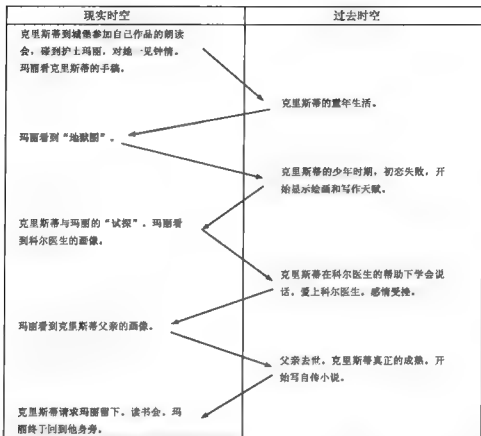 现实时空
过去时空
克里斯蒂到城堡参加自己作品的朗读
会，碰到护士玛丽，对她一见钟情。
玛丽看克里斯蒂的手稿。
克里斯蒂的童年生活。
玛丽看到“地狱图”。
克里斯蒂的少年时期，初恋失败，开
始显示绘画和写作天赋。
克里斯蒂与玛丽的“试探”。玛丽看
到科尔医生的画像。
克里斯蒂在科尔医生的帮助下学会说
话，爱上科尔医生。感情受挫。
玛丽看到克里斯蒂父亲的画像。
父亲去世。克里斯蒂真正的成熟。开
始写自传小说。
克里斯蒂请求玛丽留下。读书会。玛
丽终于回到他身旁。